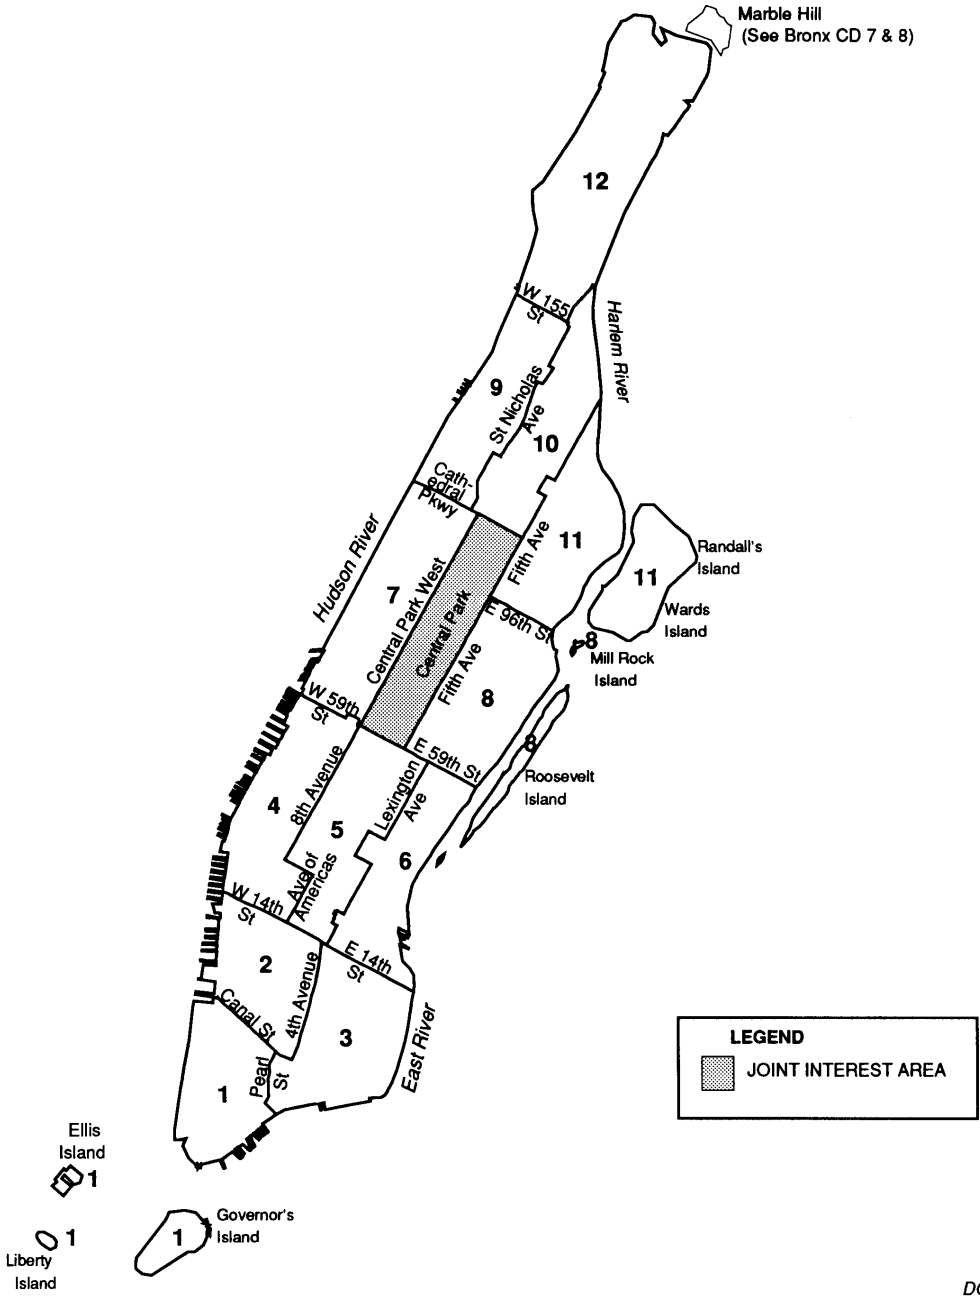 Marble Hill
(See Bronx CD 7 & 8)
12
W 155
St
Harlem River
9
St Nicholas
Ave
10
Cath-
edral
Pkwy
Hudson River
Fifth Ave
11
Randall's
Island
11
Wards
Island
7
Central Park West
Central Park
E 96th St
8
Mill Rock
Island
Fifth Ave
8
W 59th
St
E 59th St
8
Roosevelt
Island
4
8th Avenue
5
Lexington
Ave
6
Ave of
Americas
W 14th
St
E 14th
St
2
4th Avenue
Canal St
3
East River
LEGEND
JOINT INTEREST AREA
Pearl
St
1
Ellis
Island
1
Governor's
Island
1
1
Liberty
Island